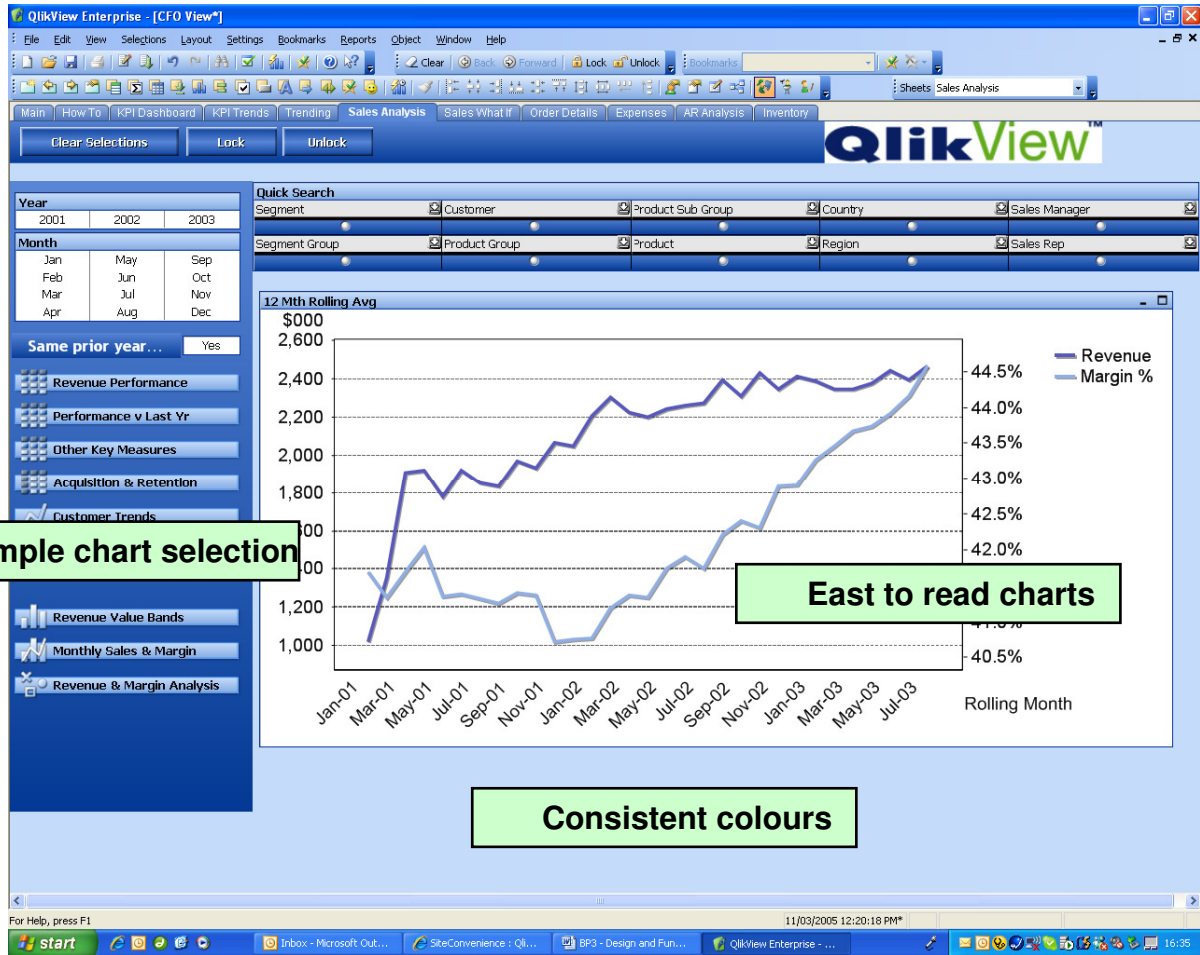 QlikView Enterprise - [CFO View*]
File Edit View Selections Layout Settings Bookmarks Reports Object Window Help
Clear Back Forward Lock Unlock Bookmarks
Sheets Sales Analysis
Main How To KPI Dashboard KPI Trends Trending Sales Analysis Sales What If Order Details Expenses AR Analysis Inventory
Clear Selections Lock Unlock
QlikView™
Quick Search
Segment Customer Product Sub Group Country Sales Manager
Segment Group Product Group Product Region Sales Rep
Year
2001 2002 2003
Month
Jan May Sep
Feb Jun Oct
Mar Jul Nov
Apr Aug Dec
Same prior year... Yes
Revenue Performance
Performance v Last Yr
Other Key Measures
Acquisition & Retention
Customer Trends
mple chart selection
Revenue Value Bands
Monthly Sales & Margin
Revenue & Margin Analysis
12 Mth Rolling Avg
$000
2,600
2,400
2,200
2,000
1,800
600
400
1,200
1,000
44.5%
44.0%
43.5%
43.0%
42.5%
42.0%
40.5%
Revenue
Margin %
East to read charts
Jan-01 Mar-01 May-01 Jul-01 Sep-01 Nov-01 Jan-02 Mar-02 May-02 Jul-02 Sep-02 Nov-02 Jan-03 Mar-03 May-03 Jul-03
Rolling Month
Consistent colours
For Help, press F1
11/03/2005 12:20:18 PM*
start Inbox - Microsoft Out... SiteConvenience : Qli... BP3 - Design and Fun... QlikView Enterprise - ... 16:35